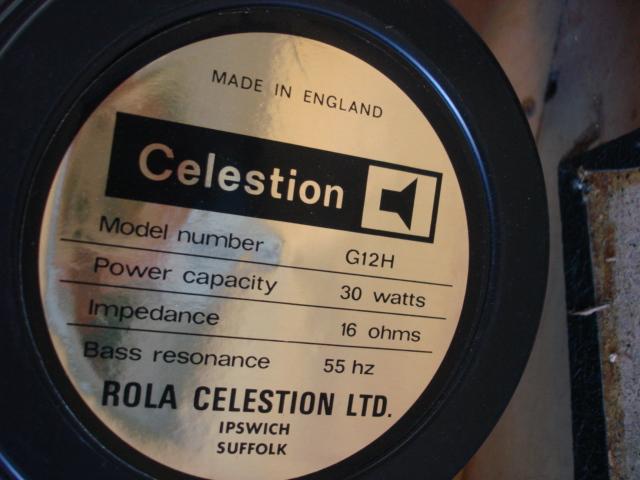 MADE IN ENGLAND
Celestion
Model number G12H
Power capacity 30 watts
Impedance 16 ohms
Bass resonance 55 hz
ROLA CELESTION LTD.
IPSWICH
SUFFOLK